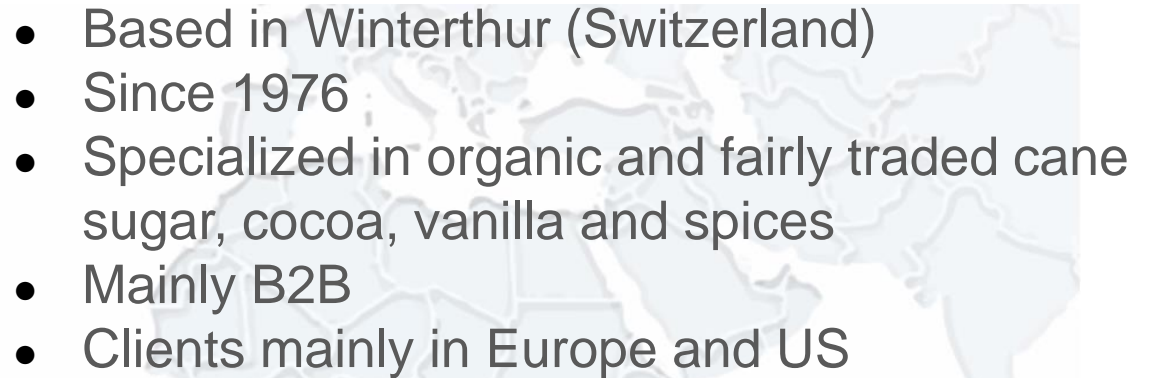 ● Based in Winterthur (Switzerland)
● Since 1976
● Specialized in organic and fairly traded cane
sugar, cocoa, vanilla and spices
● Mainly B2B
● Clients mainly in Europe and US